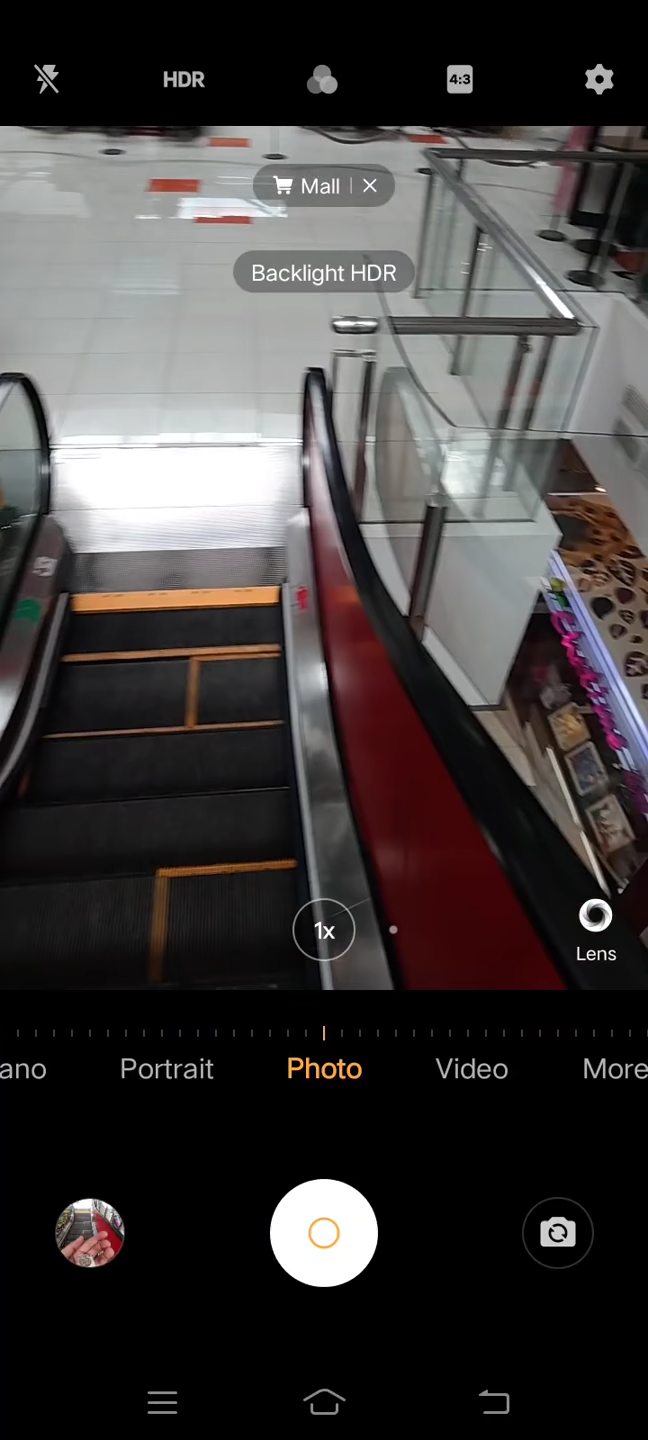 HDR
4:3
Mall
Backlight HDR
1x
Lens
ano
Portrait
Photo
Video
More